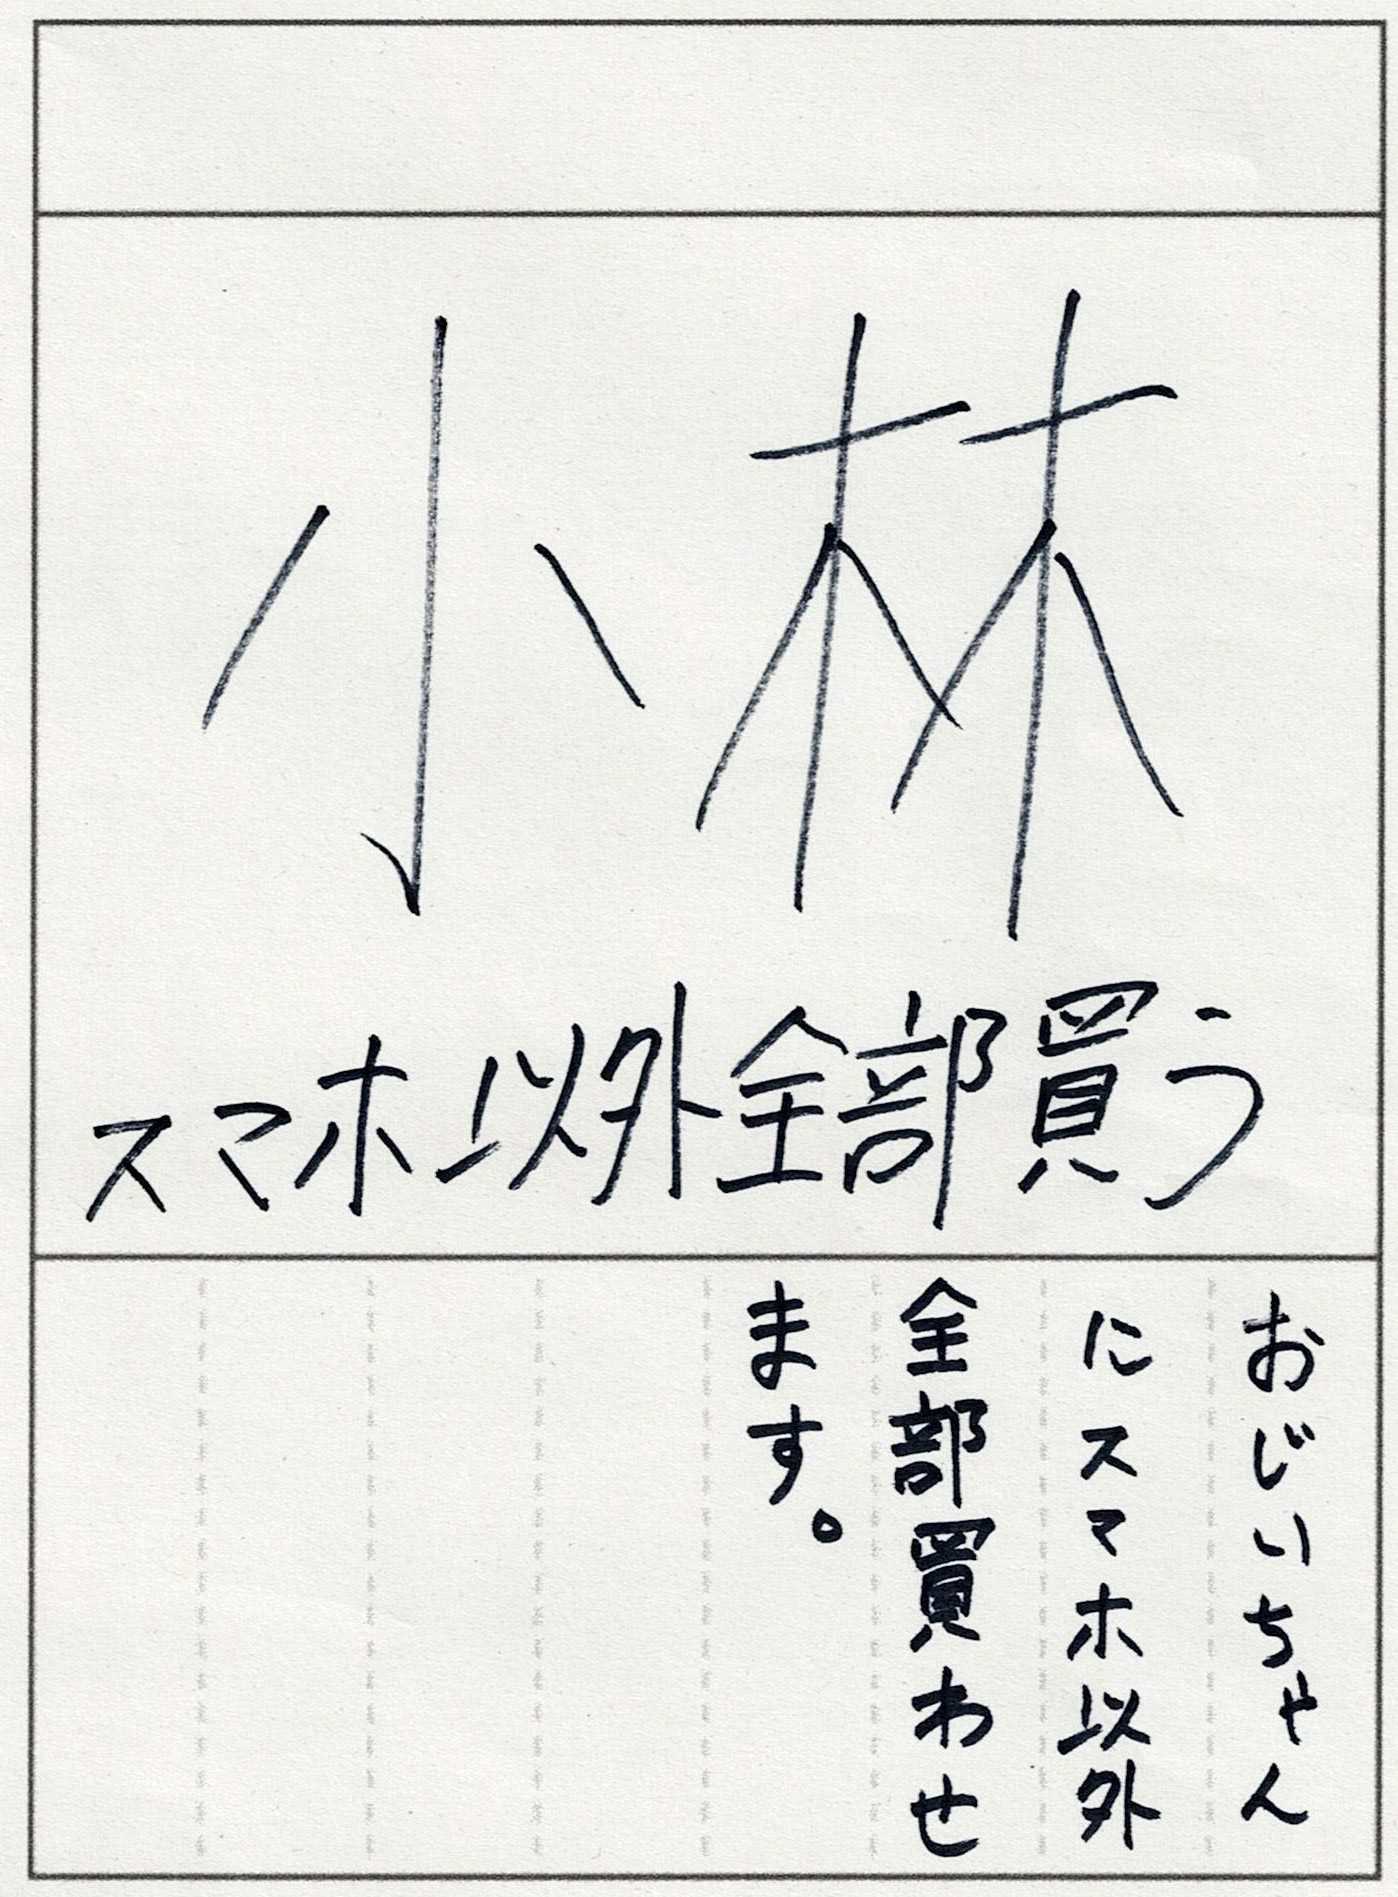 小林
スマホ以外全部買う
おじいちゃん
にスマホ以外
全部買わせ
ます。